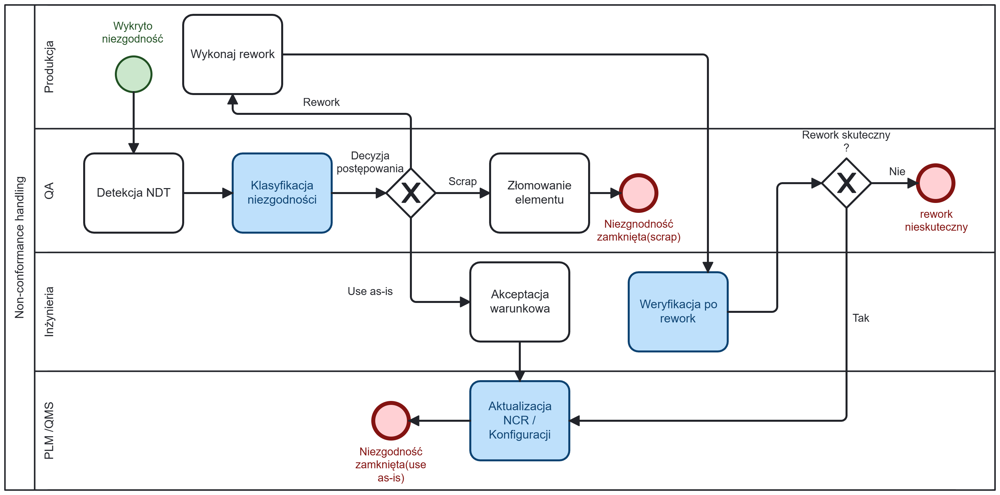 Non-conformance handling
Produkcja
Wykryto
niezgodność
Wykonaj rework
Rework
QA
Detekcja NDT
Klasyfikacja
niezgodności
Decyzja
postępowania
X
Scrap
Złomowanie
elementu
Niezgnodność
zamknięta(scrap)
Rework skuteczny
?
X
Nie
rework
nieskuteczny
Inżynieria
Use as-is
Akceptacja
warunkowa
Weryfikacja po
rework
Tak
PLM /QMS
Niezgodność
zamknięta(use
as-is)
Aktualizacja
NCR /
Konfiguracji